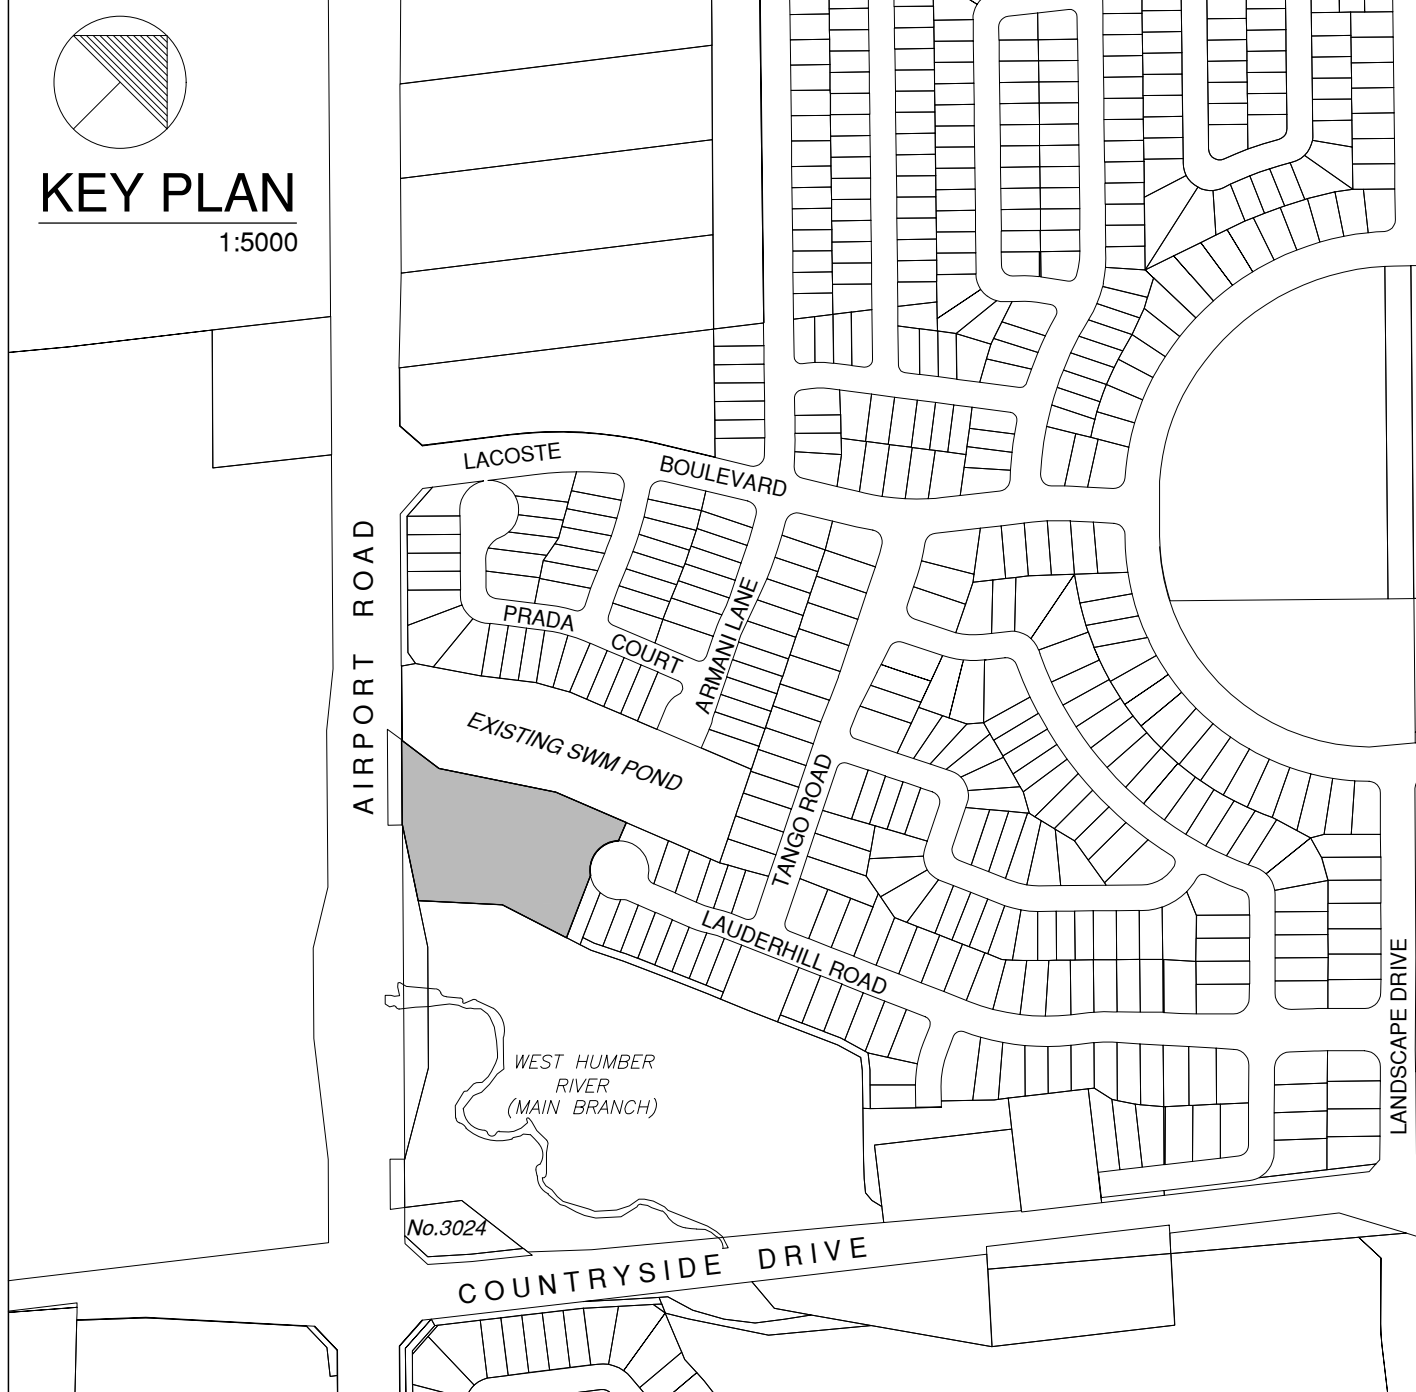 KEY PLAN
1:5000
LACOSTE
BOULEVARD
AIRPORT ROAD
PRADA
COURT
ARMANI LANE
EXISTING SWM POND
TANGO ROAD
LAUDERHILL ROAD
LANDSCAPE DRIVE
WEST HUMBER
RIVER
(MAIN BRANCH)
No.3024
COUNTRYSIDE DRIVE